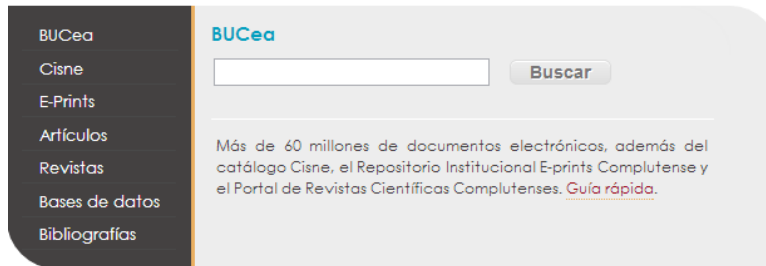 BUCea
Cisne
E-Prints
Artículos
Revistas
Bases de datos
Bibliografías
BUCea
Buscar
Más de 60 millones de documentos electrónicos, además del
catálogo Cisne, el Repositorio Institucional E-prints Complutense y
el Portal de Revistas Científicas Complutenses. Guía rápida.